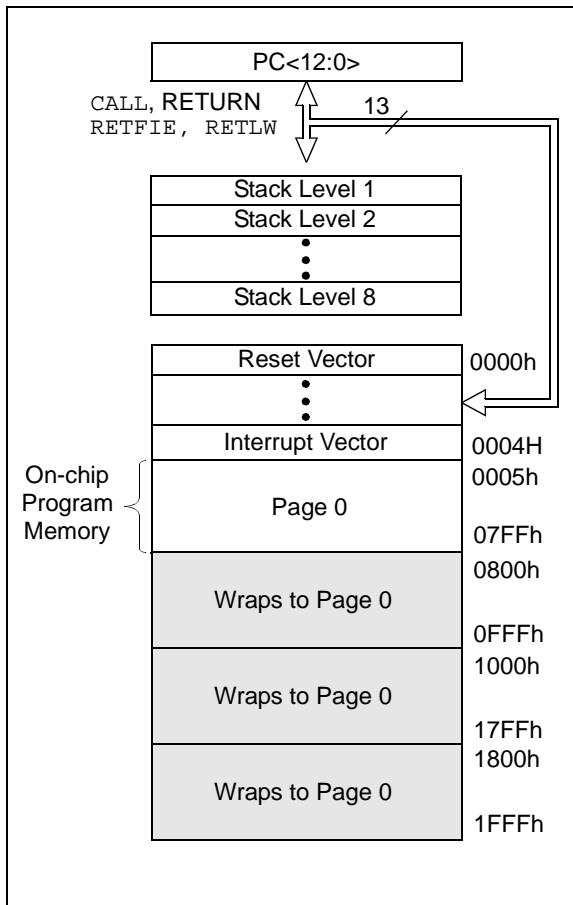 PC<12:0>
CALL, RETURN
RETFIE, RETLW
13
Stack Level 1
Stack Level 2
Stack Level 8
Reset Vector
0000h
Interrupt Vector
0004H
0005h
On-chip
Program
Memory
Page 0
07FFh
0800h
Wraps to Page 0
0FFFh
1000h
Wraps to Page 0
17FFh
1800h
Wraps to Page 0
1FFFh